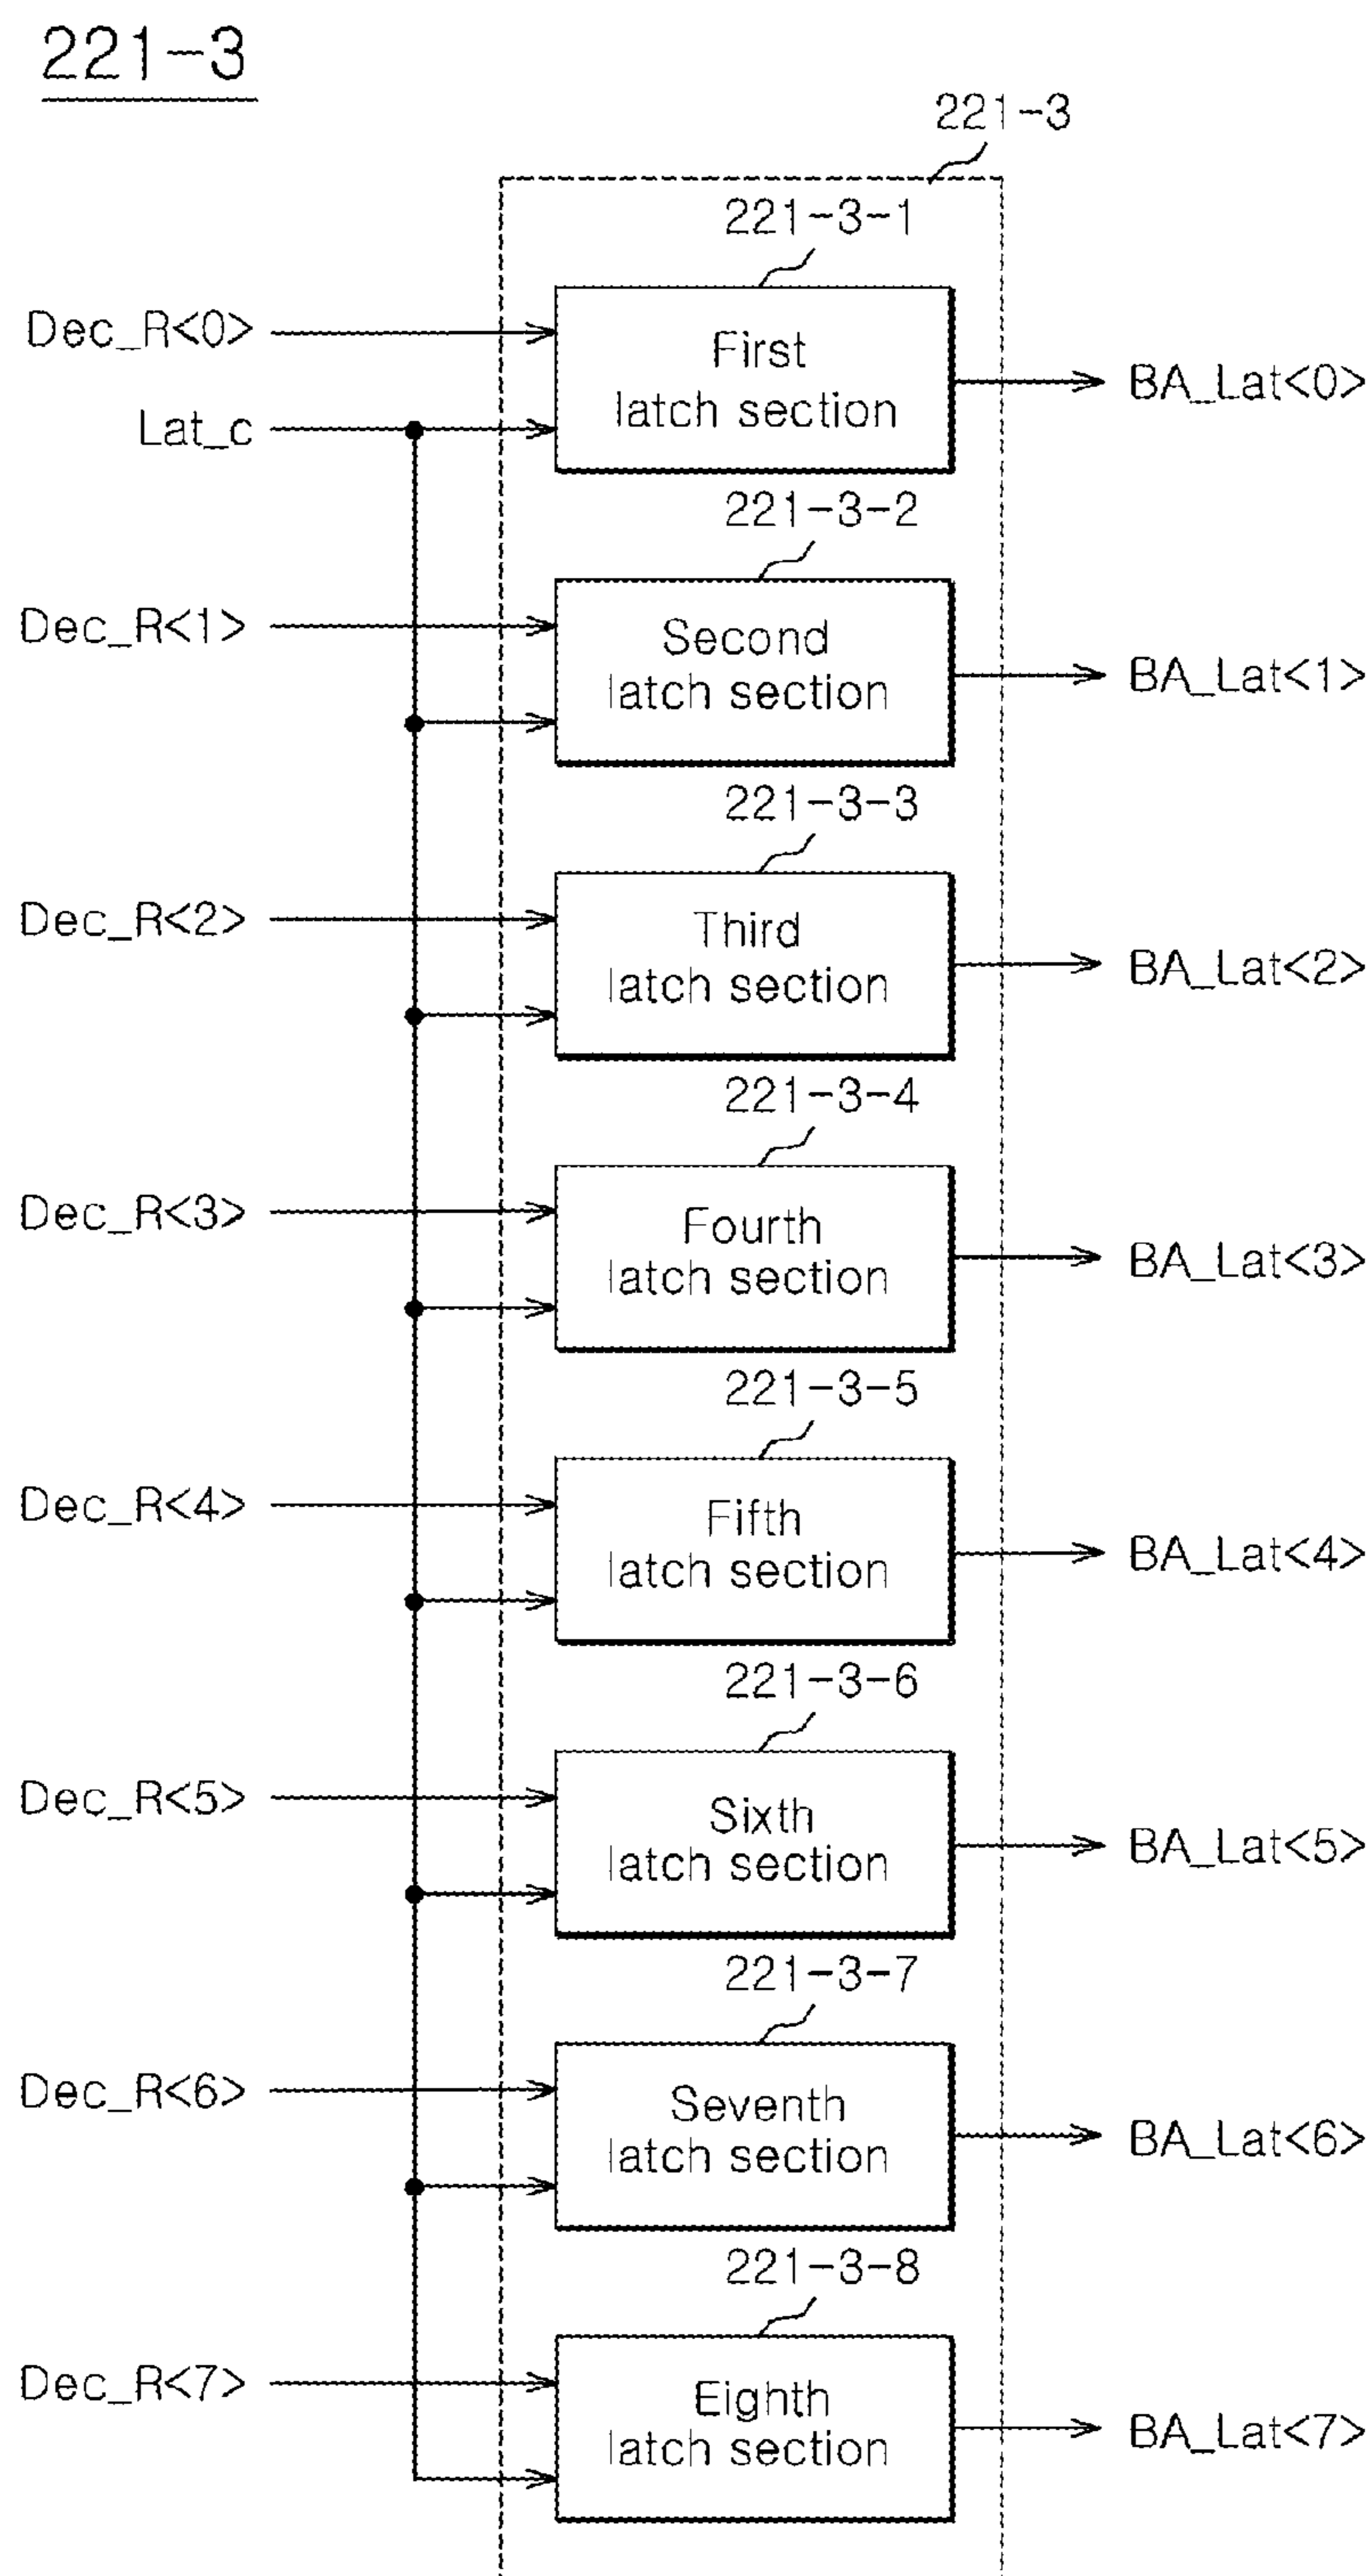 221-3
221-3
221-3-1
Dec_R<0>
First
latch section
BA_Lat<0>
Lat_c
221-3-2
Dec_R<1>
Second
latch section
BA_Lat<1>
221-3-3
Dec_R<2>
Third
latch section
BA_Lat<2>
221-3-4
Dec_R<3>
Fourth
latch section
BA_Lat<3>
221-3-5
Dec_R<4>
Fifth
latch section
BA_Lat<4>
221-3-6
Dec_R<5>
Sixth
latch section
BA_Lat<5>
221-3-7
Dec_R<6>
Seventh
latch section
BA_Lat<6>
221-3-8
Dec_R<7>
Eighth
latch section
BA_Lat<7>